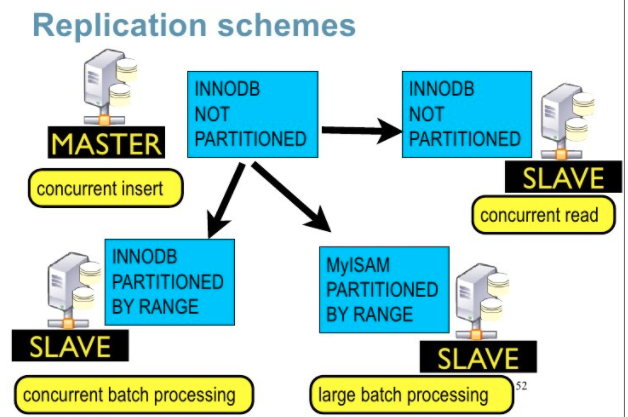 Replication schemes
INNODB
NOT
PARTITIONED
MASTER
concurrent insert
INNODB
NOT
PARTITIONED
SLAVE
concurrent read
INNODB
PARTITIONED
BY RANGE
SLAVE
concurrent batch processing
MyISAM
PARTITIONED
BY RANGE
SLAVE
large batch processing
52